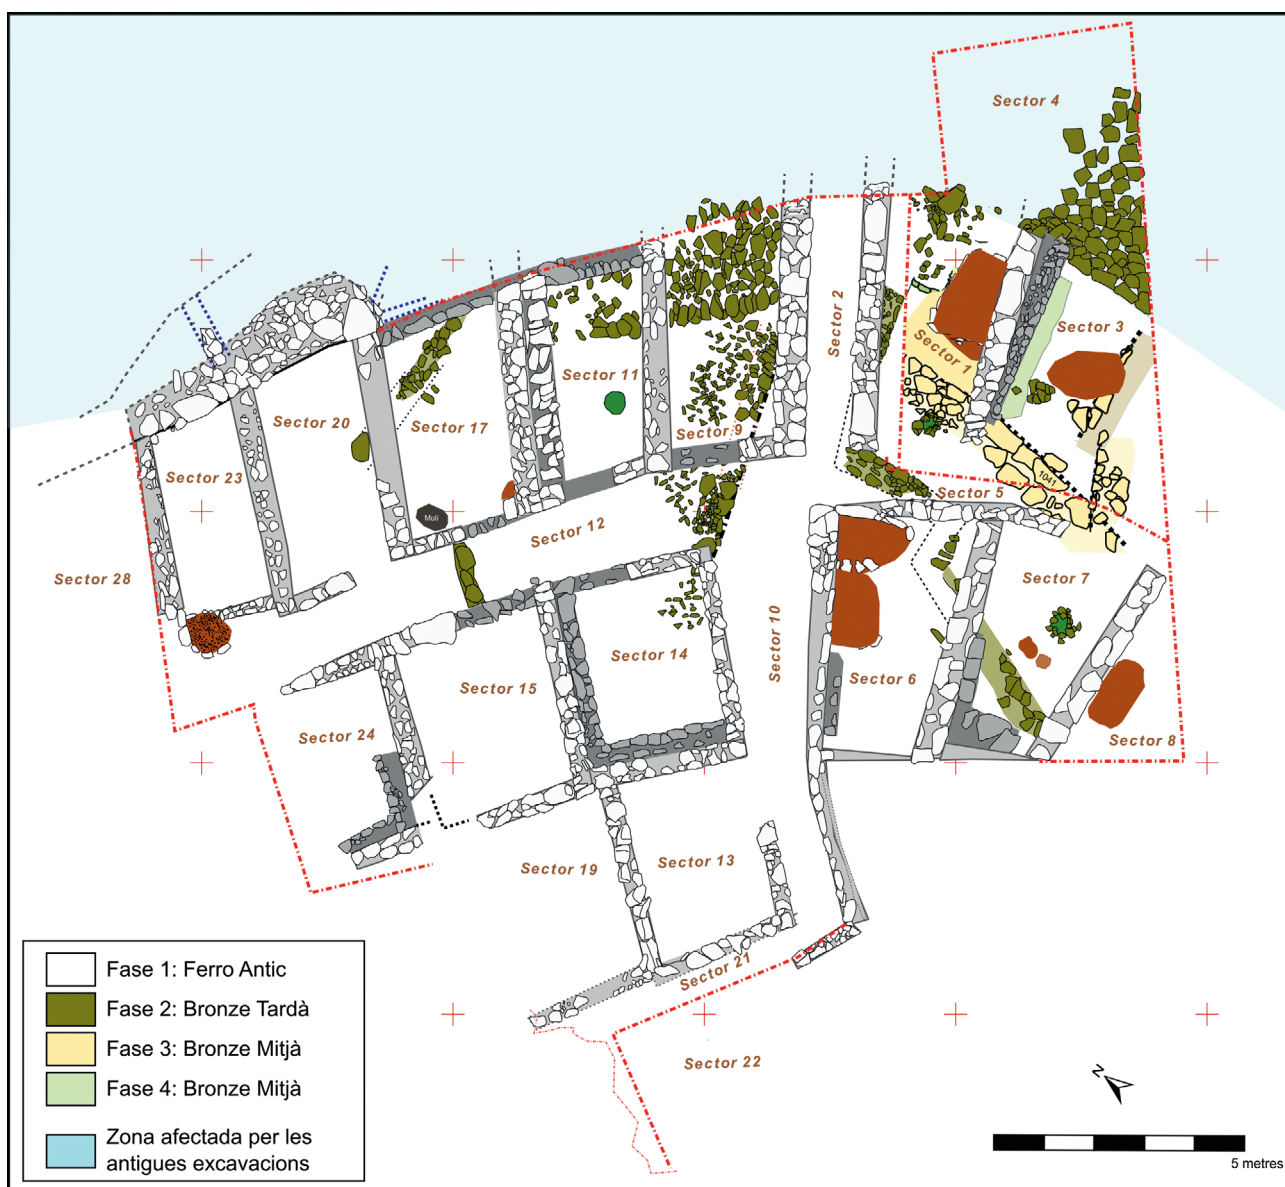 Sector 4
Sector 2
Sector 3
Sector 1
Sector 11
Sector 20
Sector 17
Sector 9
Sector 23
1041
Sector 5
Molí
Sector 12
Sector 28
Sector 7
Sector 10
Sector 14
Sector 6
Sector 15
Sector 24
Sector 8
Sector 13
Sector 19
Sector 21
Sector 22
Fase 1: Ferro Antic
Fase 2: Bronze Tardà
Fase 3: Bronze Mitjà
Fase 4: Bronze Mitjà
Zona afectada per les
antigues excavacions
N
5 metres